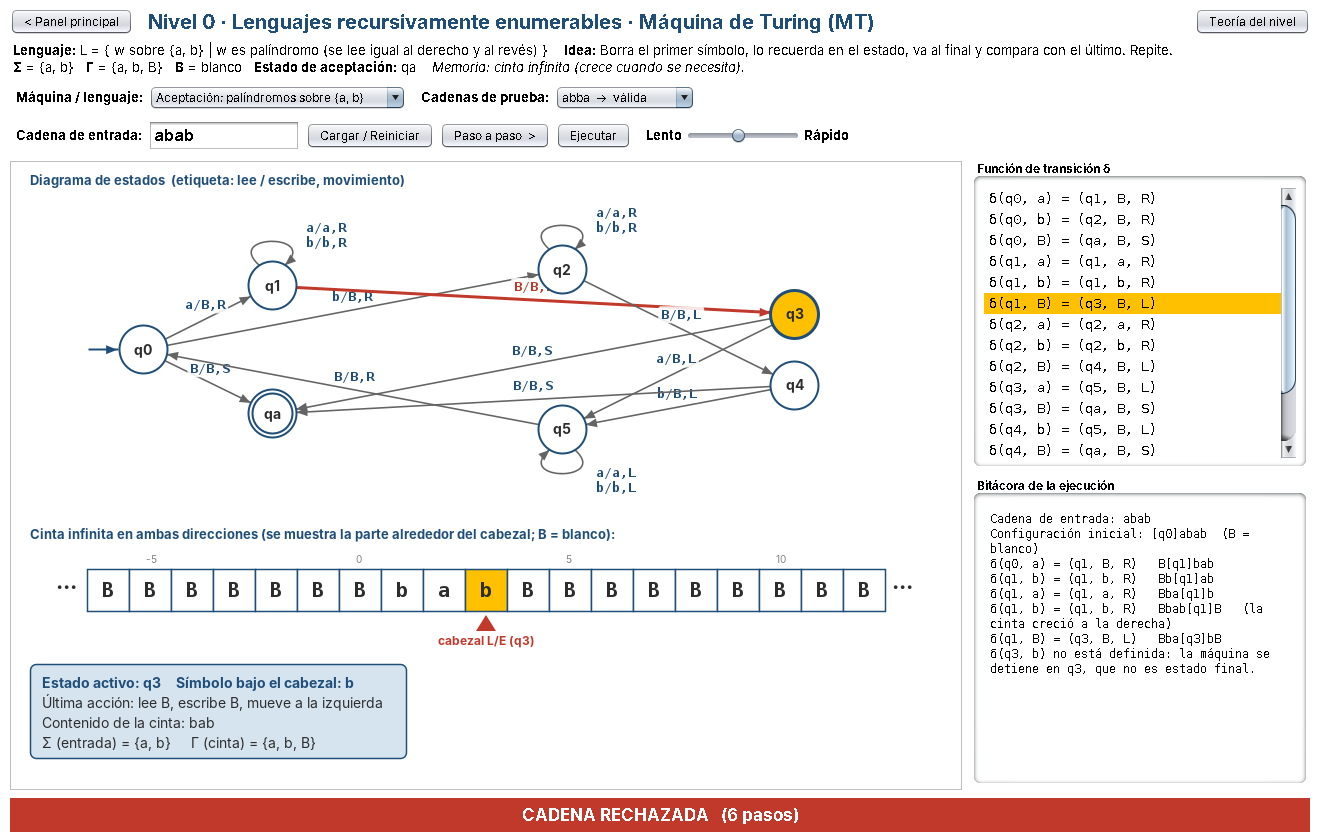 < Panel principal
Nivel 0 · Lenguajes recursivamente enumerables · Máquina de Turing (MT)
Teoría del nivel
Lenguaje: L = { w sobre {a, b} | w es palíndromo (se lee igual al derecho y al revés) } Idea: Borra el primer símbolo, lo recuerda en el estado, va al final y compara con el último. Repite.
Σ = {a, b} Γ = {a, b, B} B = blanco Estado de aceptación: qa Memoria: cinta infinita (crece cuando se necesita).
Máquina / lenguaje: Aceptación: palíndromos sobre {a, b} Cadenas de prueba: abba → válida
Cadena de entrada: abab Cargar / Reiniciar Paso a paso > Ejecutar Lento Rápido
Diagrama de estados (etiqueta: lee / escribe, movimiento)
a/a,R
b/b,R
a/a,R
b/b,R
q1
q2
q3
q0
q4
qa
q5
a/B,R
b/B,R
B/B,
B/B,L
B/B,S
B/B,R
B/B,S
a/B,L
B/B,S
b/B,L
a/a,L
b/b,L
Cinta infinita en ambas direcciones (se muestra la parte alrededor del cabezal; B = blanco):
-5 0 5 10
... B B B B B B B b a b B B B B B B B B B ...
cabezal L/E (q3)
Estado activo: q3 Símbolo bajo el cabezal: b
Última acción: lee B, escribe B, mueve a la izquierda
Contenido de la cinta: bab
Σ (entrada) = {a, b} Γ (cinta) = {a, b, B}
Función de transición δ
δ(q0, a) = (q1, B, R)
δ(q0, b) = (q2, B, R)
δ(q0, B) = (qa, B, S)
δ(q1, a) = (q1, a, R)
δ(q1, b) = (q1, b, R)
δ(q1, B) = (q3, B, L)
δ(q2, a) = (q2, a, R)
δ(q2, b) = (q2, b, R)
δ(q2, B) = (q4, B, L)
δ(q3, a) = (q5, B, L)
δ(q3, B) = (qa, B, S)
δ(q4, b) = (q5, B, L)
δ(q4, B) = (qa, B, S)
Bitácora de la ejecución
Cadena de entrada: abab
Configuración inicial: [q0]abab (B =
blanco)
δ(q0, a) = (q1, B, R) B[q1]bab
δ(q1, b) = (q1, b, R) Bb[q1]ab
δ(q1, a) = (q1, a, R) Bba[q1]b
δ(q1, b) = (q1, b, R) Bbab[q1]B (la
cinta creció a la derecha)
δ(q1, B) = (q3, B, L) Bba[q3]bB
δ(q3, b) no está definida: la máquina se
detiene en q3, que no es estado final.
CADENA RECHAZADA (6 pasos)